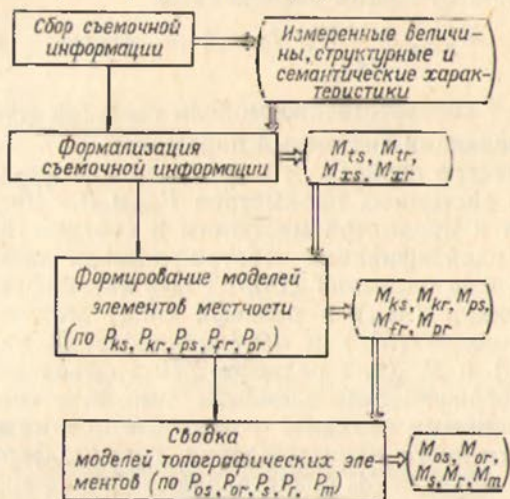 Сбор съемочной
информации
Измеренные величи-
ны, структурные и
семантические харак-
теристики
Формализация
съемочной информации
M_ts, M_tr,
M_xs, M_xr
Формирование моделей
элементов местности
(по P_ks, P_kr, P_ps, P_fr, P_pr)
M_ks, M_kr, M_ps,
M_fr, M_pr
Сводка
моделей топографических эле-
ментов (по P_os, P_or, P_s, P_r, P_m)
M_os, M_or,
M_s, M_r, M_m